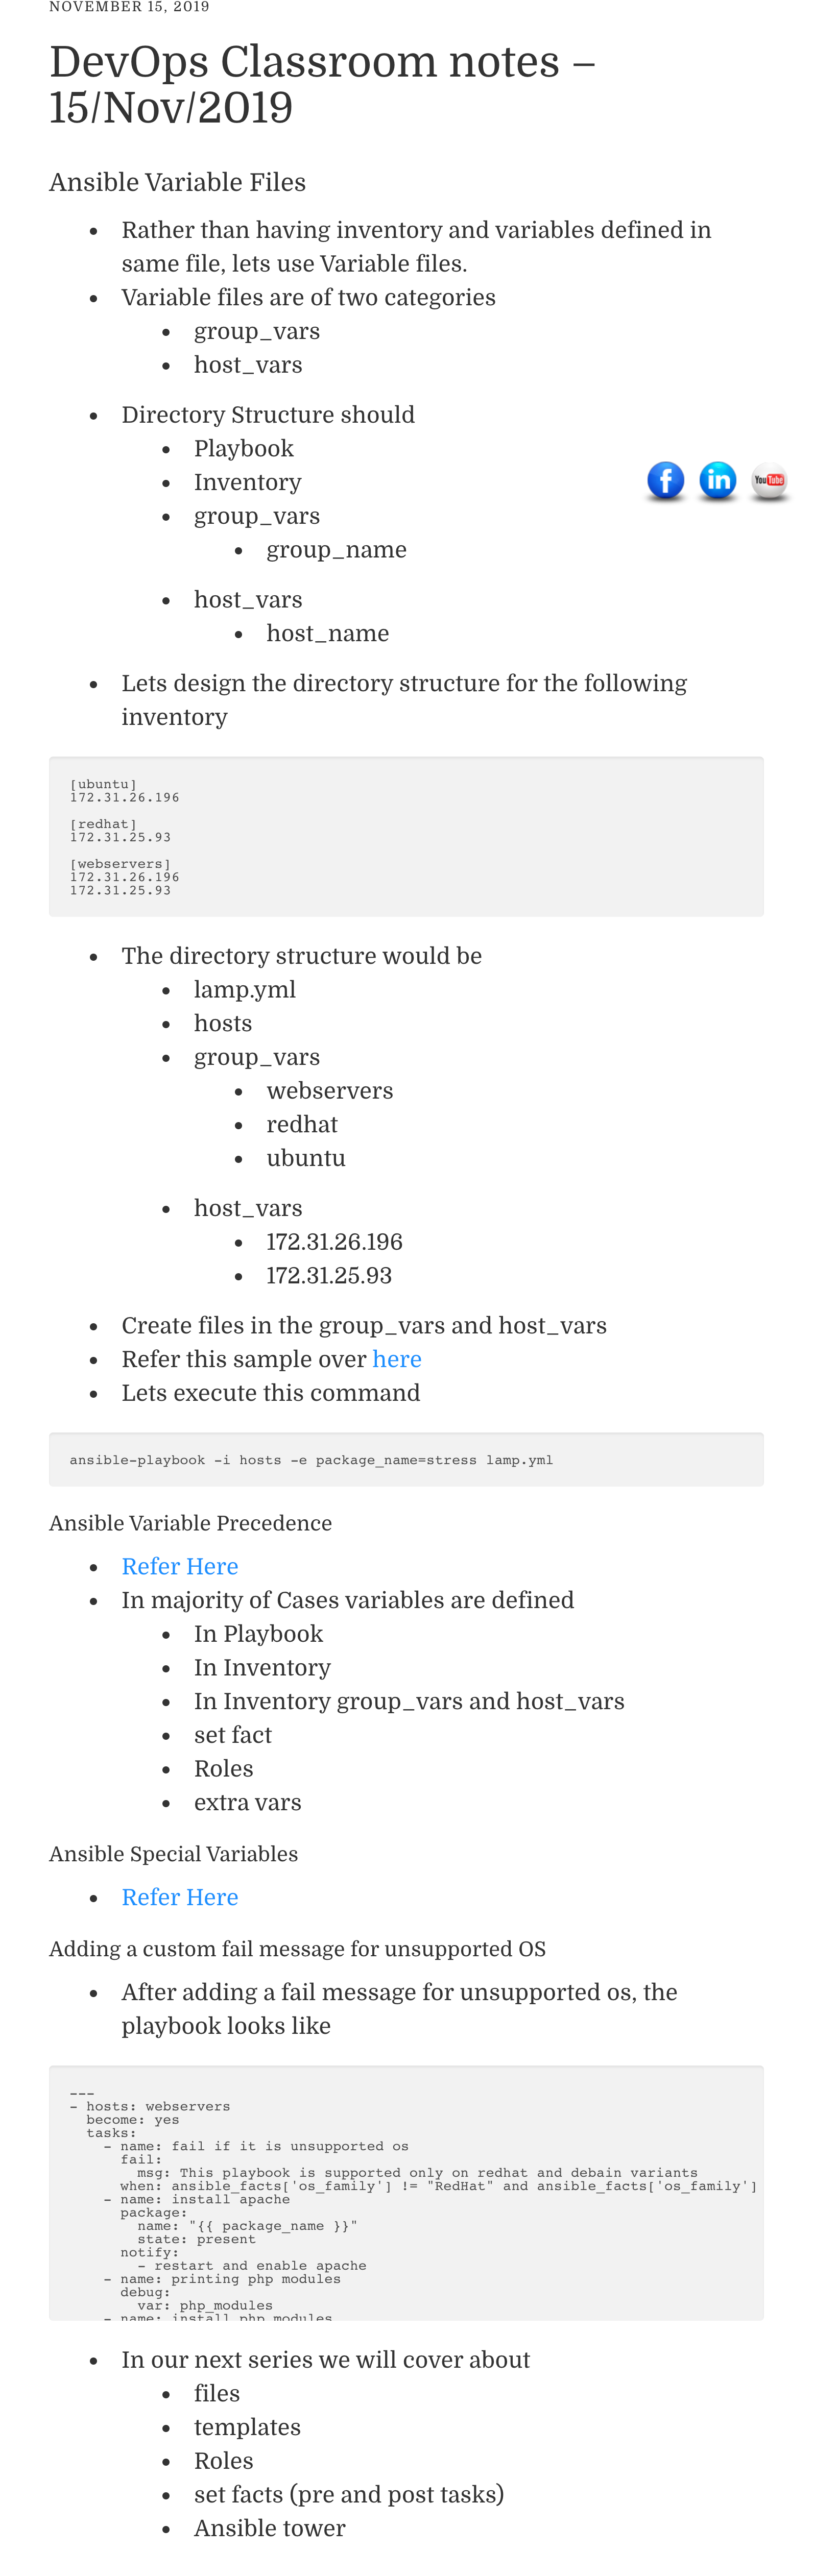 NOVEMBER 15, 2019
DevOps Classroom notes –
15/Nov/2019
Ansible Variable Files
Rather than having inventory and variables defined in
same file, lets use Variable files.
Variable files are of two categories
group_vars
host_vars
Directory Structure should
Playbook
Inventory
group_vars
group_name
host_vars
host_name
Lets design the directory structure for the following
inventory
[ubuntu]
172.31.26.196
[redhat]
172.31.25.93
[webservers]
172.31.26.196
172.31.25.93
The directory structure would be
lamp.yml
hosts
group_vars
webservers
redhat
ubuntu
host_vars
172.31.26.196
172.31.25.93
Create files in the group_vars and host_vars
Refer this sample over here
Lets execute this command
ansible-playbook -i hosts -e package_name=stress lamp.yml
Ansible Variable Precedence
Refer Here
In majority of Cases variables are defined
In Playbook
In Inventory
In Inventory group_vars and host_vars
set fact
Roles
extra vars
Ansible Special Variables
Refer Here
Adding a custom fail message for unsupported OS
After adding a fail message for unsupported os, the
playbook looks like
---
- hosts: webservers
  become: yes
  tasks:
    - name: fail if it is unsupported os
      fail:
        msg: This playbook is supported only on redhat and debain variants
      when: ansible_facts['os_family'] != "RedHat" and ansible_facts['os_family']
    - name: install apache
      package:
        name: "{{ package_name }}"
        state: present
      notify:
        - restart and enable apache
    - name: printing php modules
      debug:
        var: php_modules
    - name: install php modules
In our next series we will cover about
files
templates
Roles
set facts (pre and post tasks)
Ansible tower
f
in
YouTube